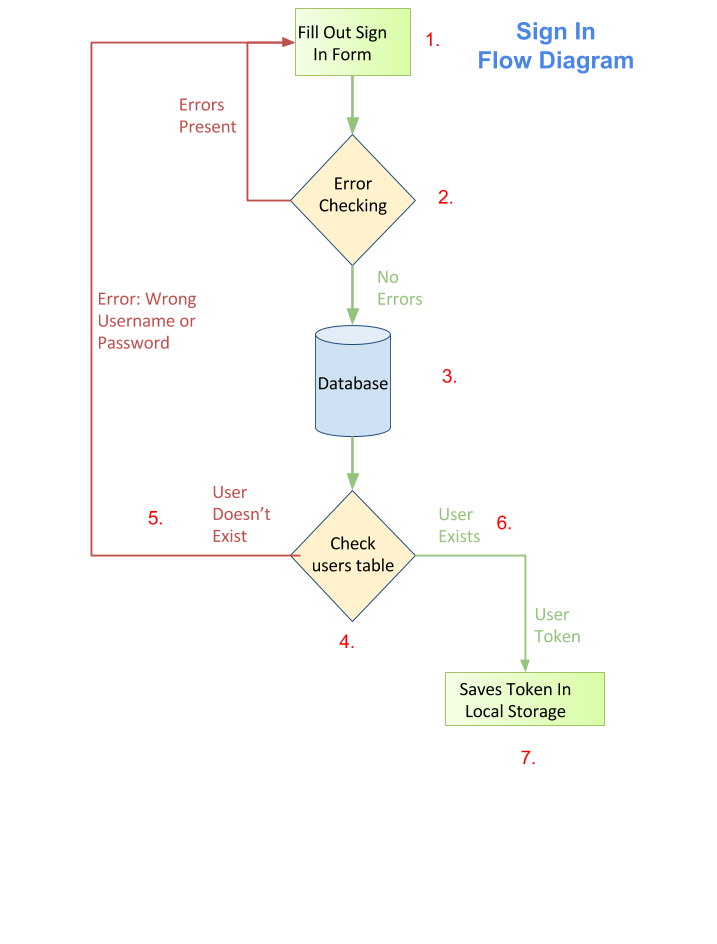 Sign In
Flow Diagram
Fill Out Sign
In Form
1.
Errors
Present
Error
Checking
2.
No
Errors
Error: Wrong
Username or
Password
Database
3.
User
Doesn't
Exist
5.
User
Exists
6.
Check
users table
4.
User
Token
Saves Token In
Local Storage
7.